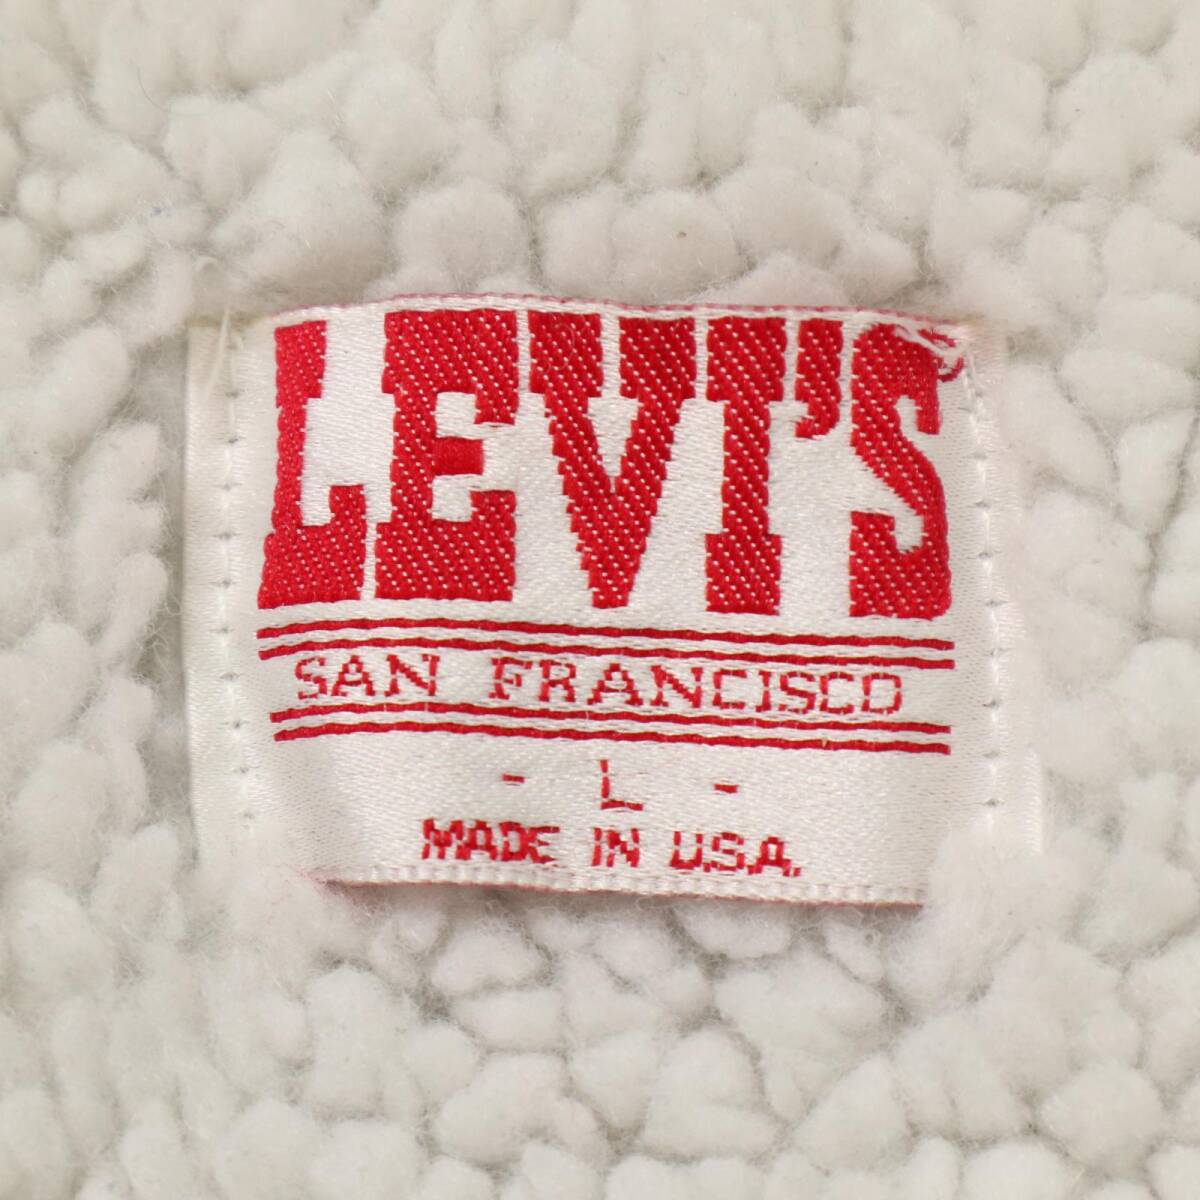 LEVI'S
SAN FRANCISCO
- L -
MADE IN U.S.A.